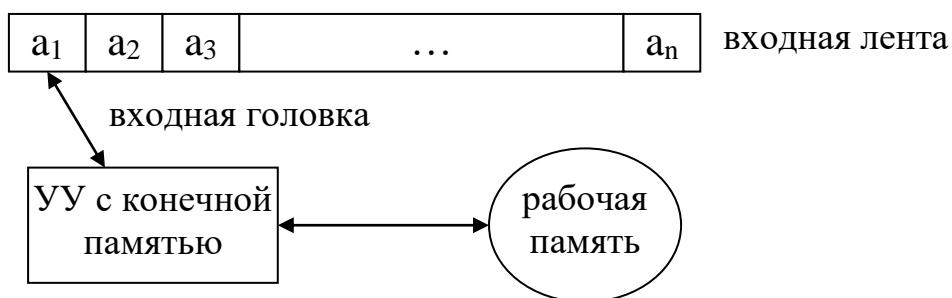 a₁ a₂ a₃ … aₙ входная лента
входная головка
УУ с конечной
памятью
рабочая
память